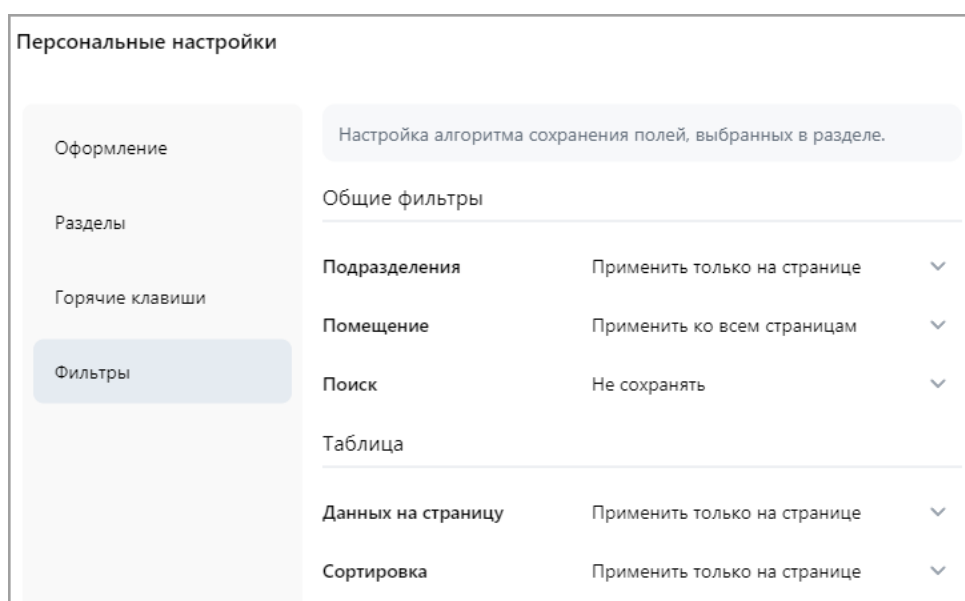 Персональные настройки
Оформление
Разделы
Горячие клавиши
Фильтры
Настройка алгоритма сохранения полей, выбранных в разделе.
Общие фильтры
Подразделения Применить только на странице
Помещение Применить ко всем страницам
Поиск Не сохранять
Таблица
Данных на страницу Применить только на странице
Сортировка Применить только на странице